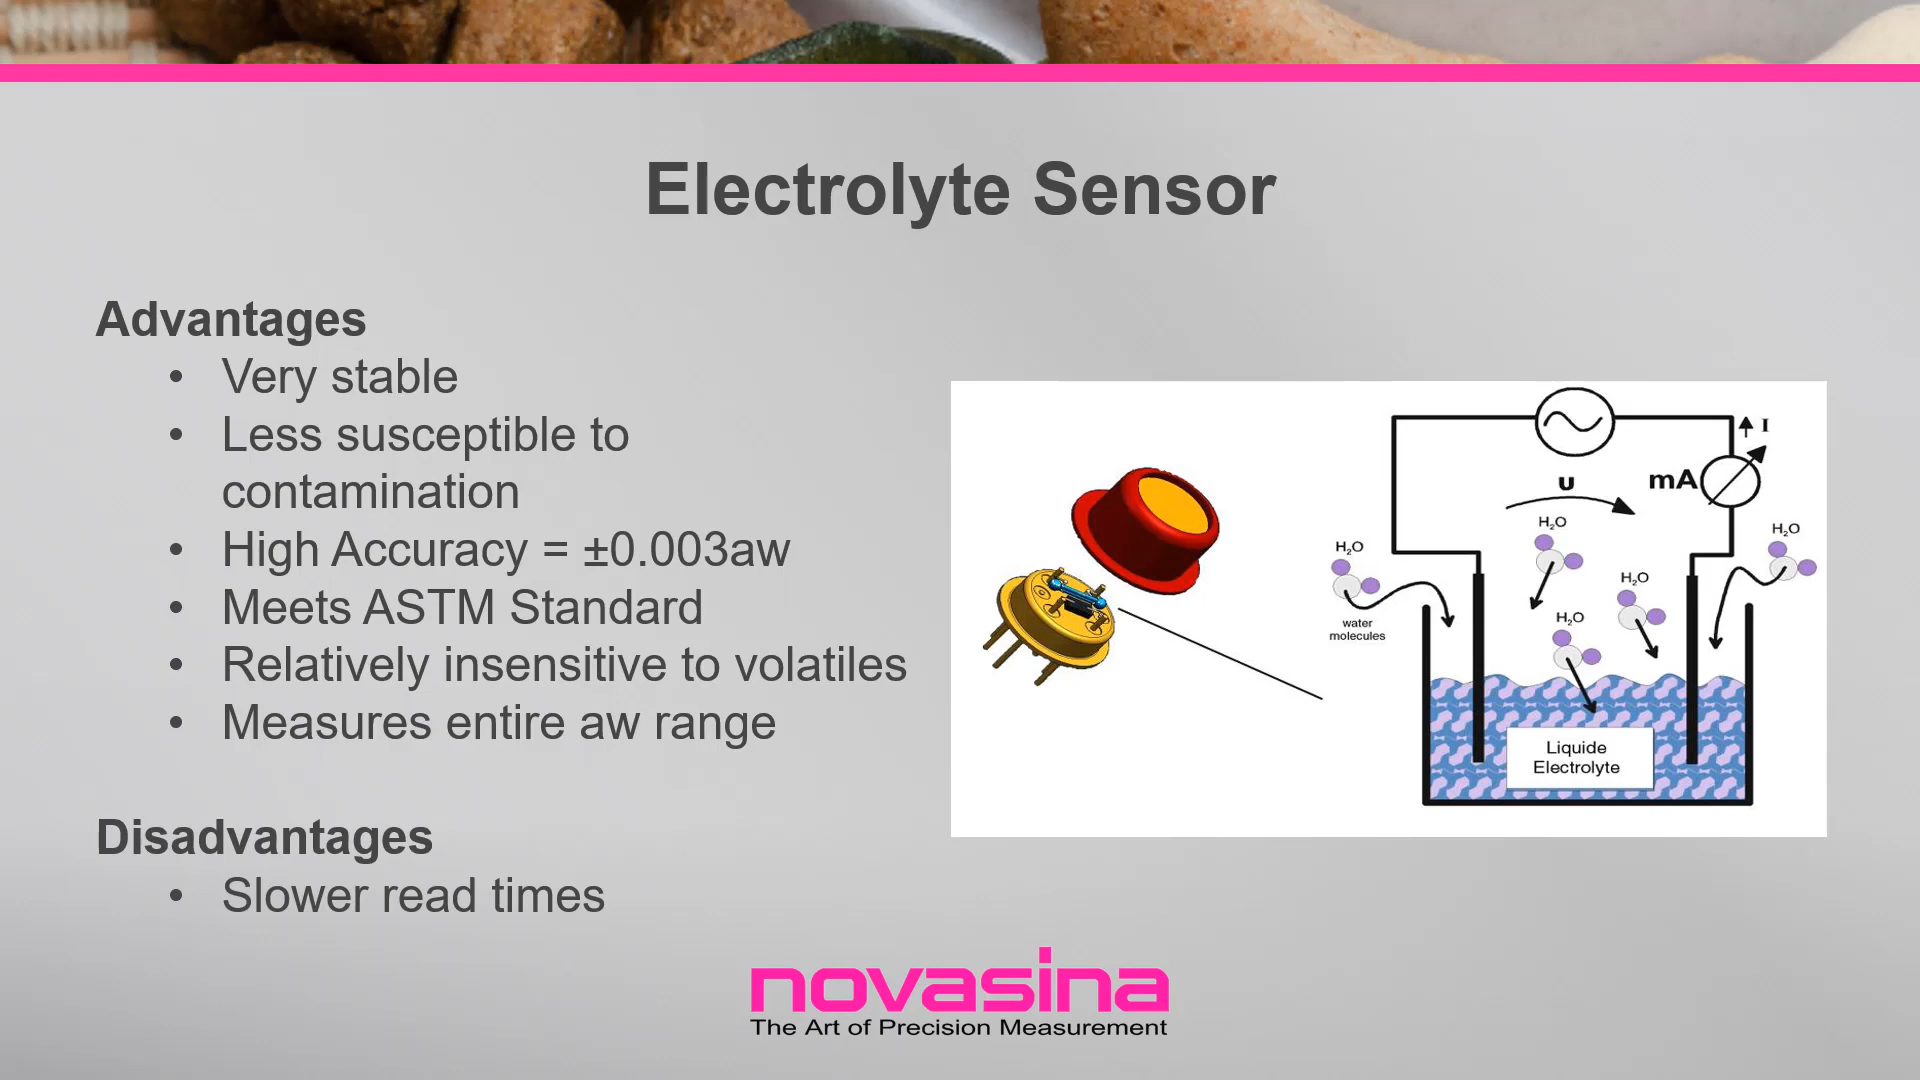 Electrolyte Sensor
Advantages
• Very stable
• Less susceptible to
contamination
• High Accuracy = ±0.003aw
• Meets ASTM Standard
• Relatively insensitive to volatiles
• Measures entire aw range
Disadvantages
• Slower read times
I
U
mA
H₂O
H₂O
H₂O
H₂O
H₂O
water
molecules
Liquide
Electrolyte
novasina
The Art of Precision Measurement